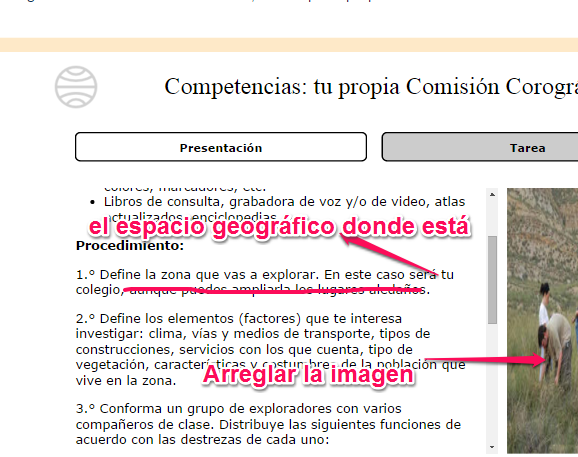 Competencias: tu propia Comisión Corogra
Presentación
Tarea
colores, marcadores, etc.
• Libros de consulta, grabadora de voz y/o de video, atlas
actualizados, enciclopedias.
el espacio geográfico donde está
Procedimiento:
1.º Define la zona que vas a explorar. En este caso será tu
colegio, aunque puedes ampliarla los lugares aledaños.
2.º Define los elementos (factores) que te interesa
investigar: clima, vías y medios de transporte, tipos de
construcciones, servicios con los que cuenta, tipo de
vegetación, características y costumbres de la población que
Arreglar la imagen
vive en la zona.
3.º Conforma un grupo de exploradores con varios
compañeros de clase. Distribuye las siguientes funciones de
acuerdo con las destrezas de cada uno: